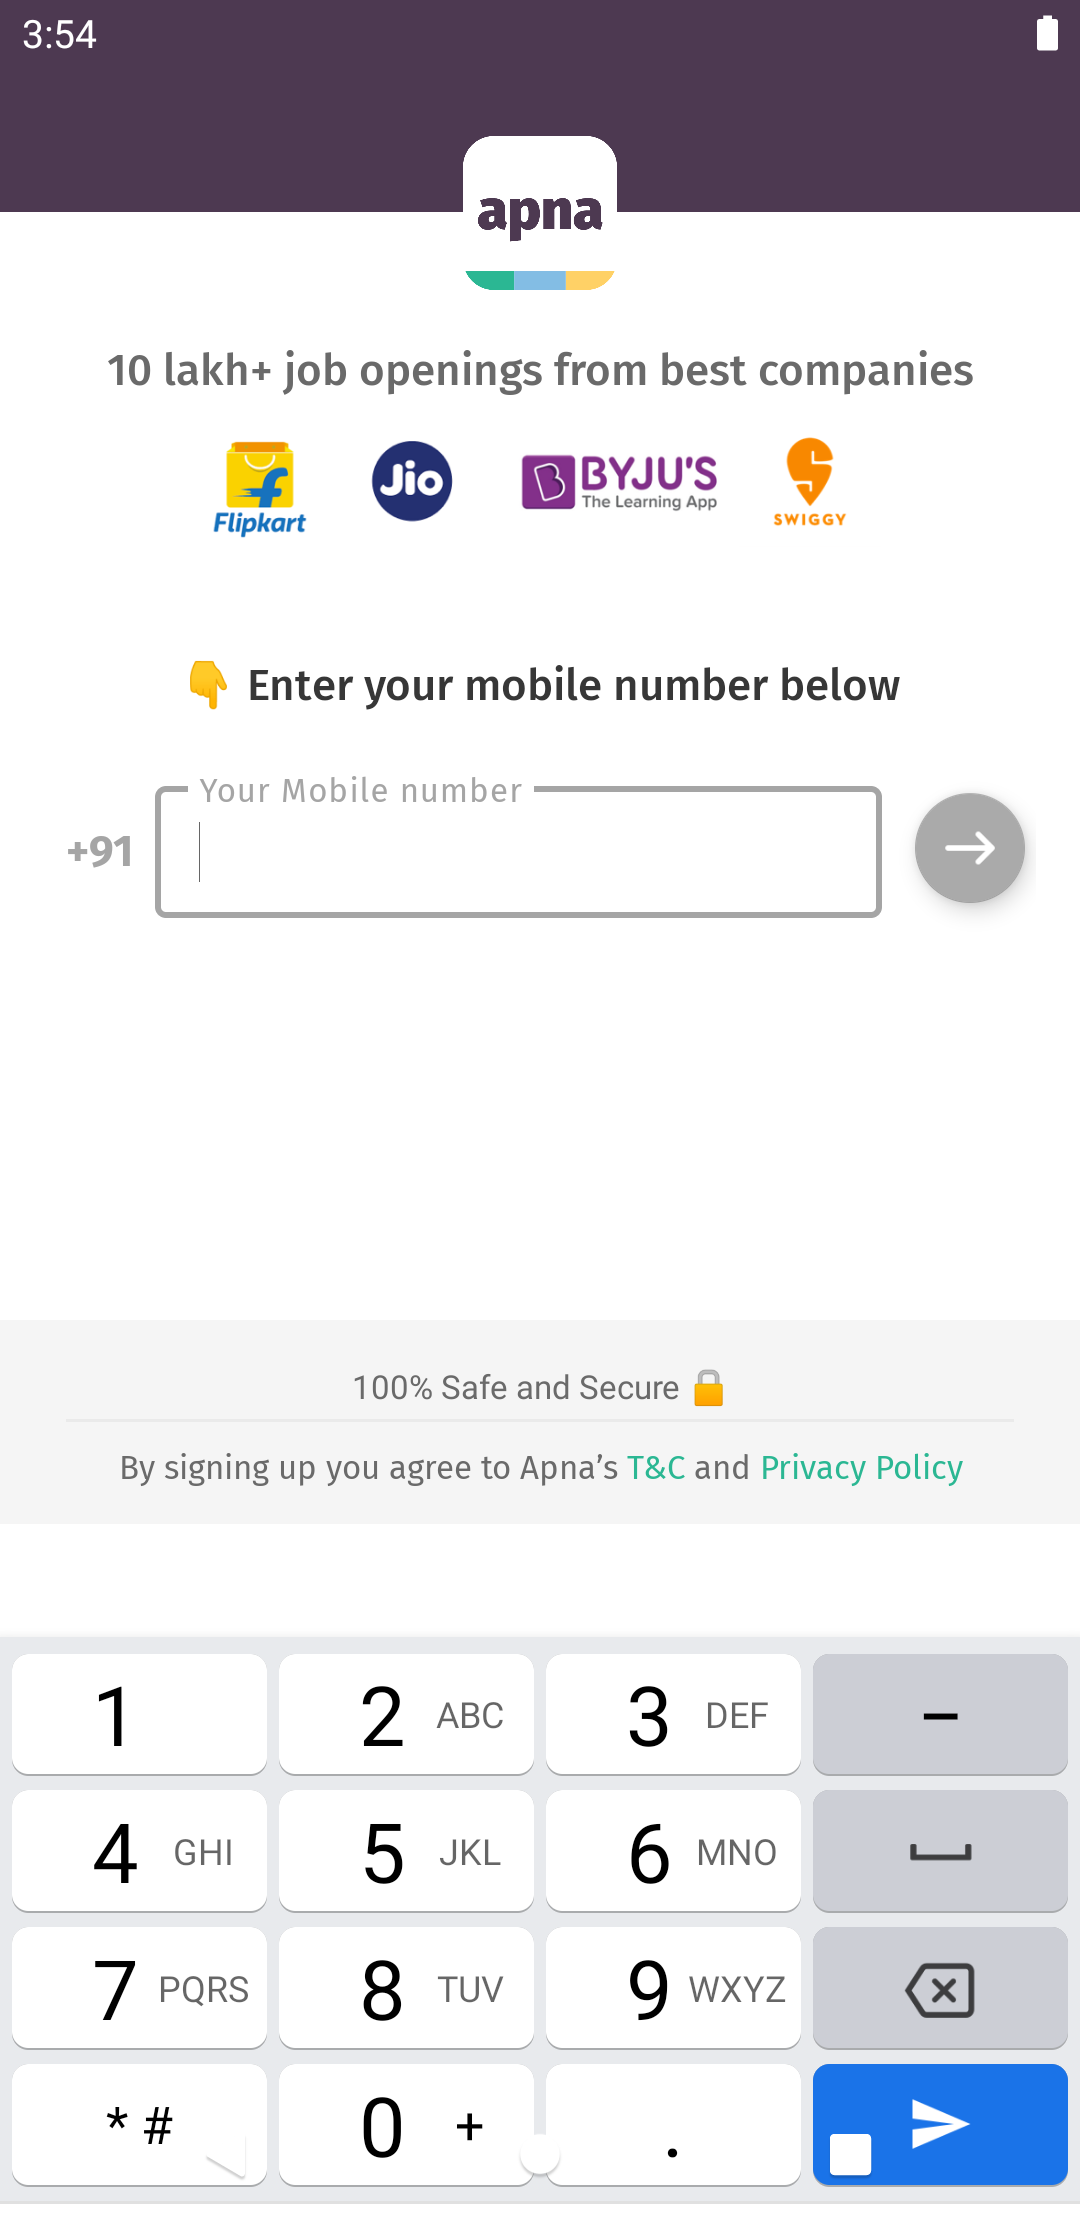 3:54
apna
10 lakh+ job openings from best companies
Flipkart
Jio
BYJU'S
The Learning App
SWIGGY
👇 Enter your mobile number below
Your Mobile number
+91
100% Safe and Secure 🔒
By signing up you agree to Apna’s T&C and Privacy Policy
1
2 ABC
3 DEF
–
4 GHI
5 JKL
6 MNO
7 PQRS
8 TUV
9 WXYZ
* #
0 +
.